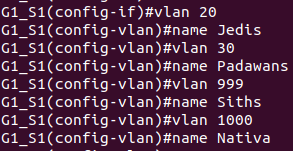 G1_S1(config-if)#vlan 20
G1_S1(config-vlan)#name Jedis
G1_S1(config-vlan)#vlan 30
G1_S1(config-vlan)#name Padawans
G1_S1(config-vlan)#vlan 999
G1_S1(config-vlan)#name Siths
G1_S1(config-vlan)#vlan 1000
G1_S1(config-vlan)#name Nativa